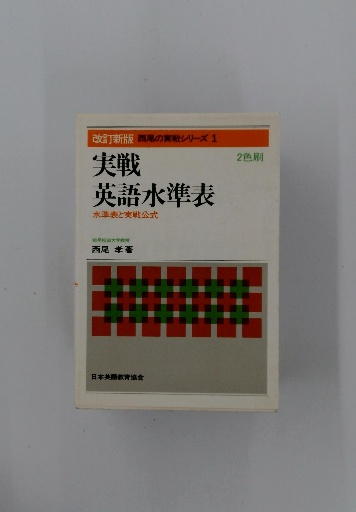 改訂新版 西尾の実戦シリーズ 1
2色刷
実戦
英語水準表
水準表と実戦公式
西尾 孝著
日本英語教育協会